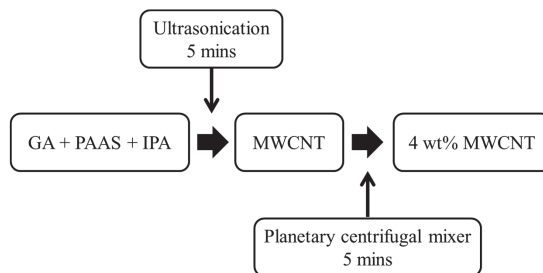 Ultrasonication
5 mins
GA + PAAS + IPA
MWCNT
4 wt% MWCNT
Planetary centrifugal mixer
5 mins